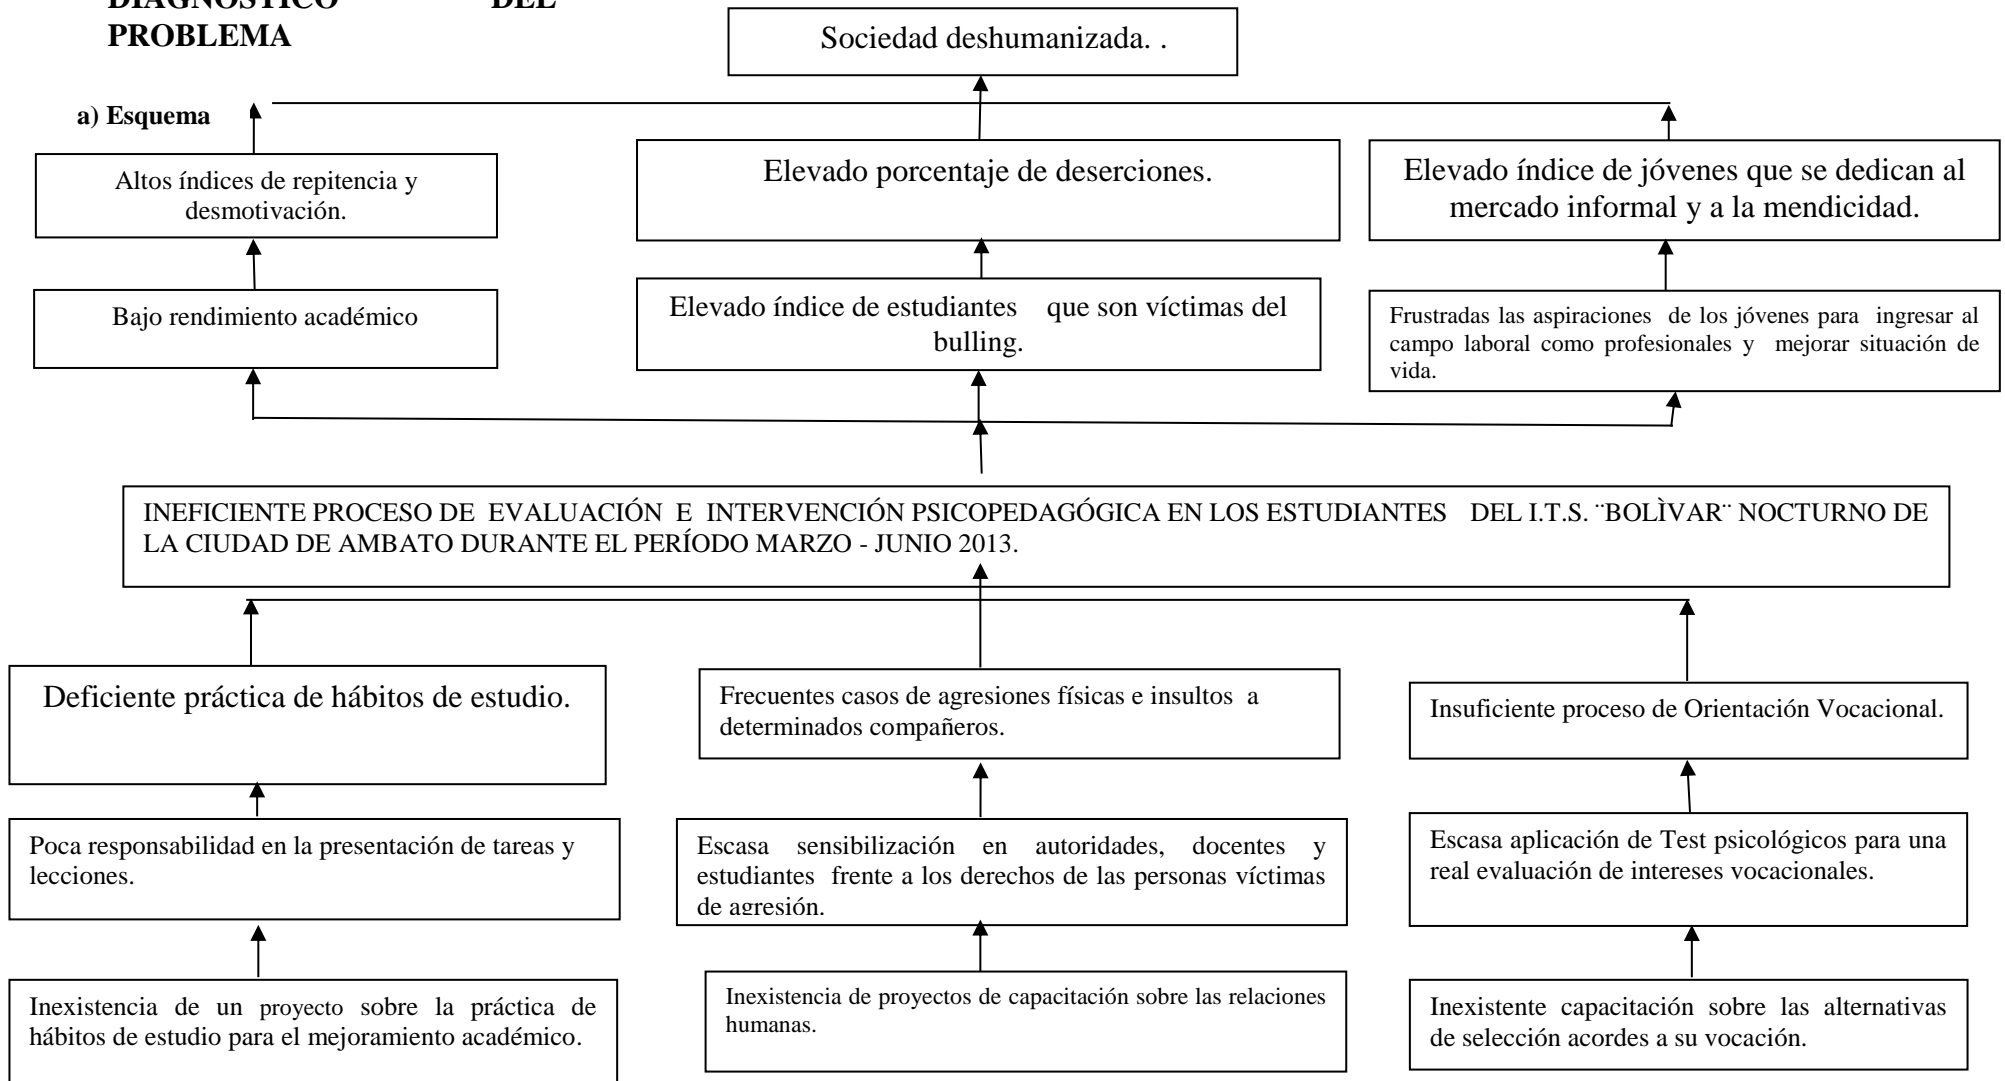 DIAGNÓSTICO DEL
PROBLEMA
Sociedad deshumanizada. .
a) Esquema
Altos índices de repitencia y
desmotivación.
Elevado porcentaje de deserciones.
Elevado índice de jóvenes que se dedican al
mercado informal y a la mendicidad.
Bajo rendimiento académico
Elevado índice de estudiantes que son víctimas del
bulling.
Frustradas las aspiraciones de los jóvenes para ingresar al
campo laboral como profesionales y mejorar situación de
vida.
INEFICIENTE PROCESO DE EVALUACIÓN E INTERVENCIÓN PSICOPEDAGÓGICA EN LOS ESTUDIANTES DEL I.T.S. ¨BOLÌVAR¨ NOCTURNO DE
LA CIUDAD DE AMBATO DURANTE EL PERÍODO MARZO - JUNIO 2013.
Deficiente práctica de hábitos de estudio.
Frecuentes casos de agresiones físicas e insultos a
determinados compañeros.
Insuficiente proceso de Orientación Vocacional.
Poca responsabilidad en la presentación de tareas y
lecciones.
Escasa sensibilización en autoridades, docentes y
estudiantes frente a los derechos de las personas víctimas
de agresión.
Escasa aplicación de Test psicológicos para una
real evaluación de intereses vocacionales.
Inexistencia de un proyecto sobre la práctica de
hábitos de estudio para el mejoramiento académico.
Inexistencia de proyectos de capacitación sobre las relaciones
humanas.
Inexistente capacitación sobre las alternativas
de selección acordes a su vocación.